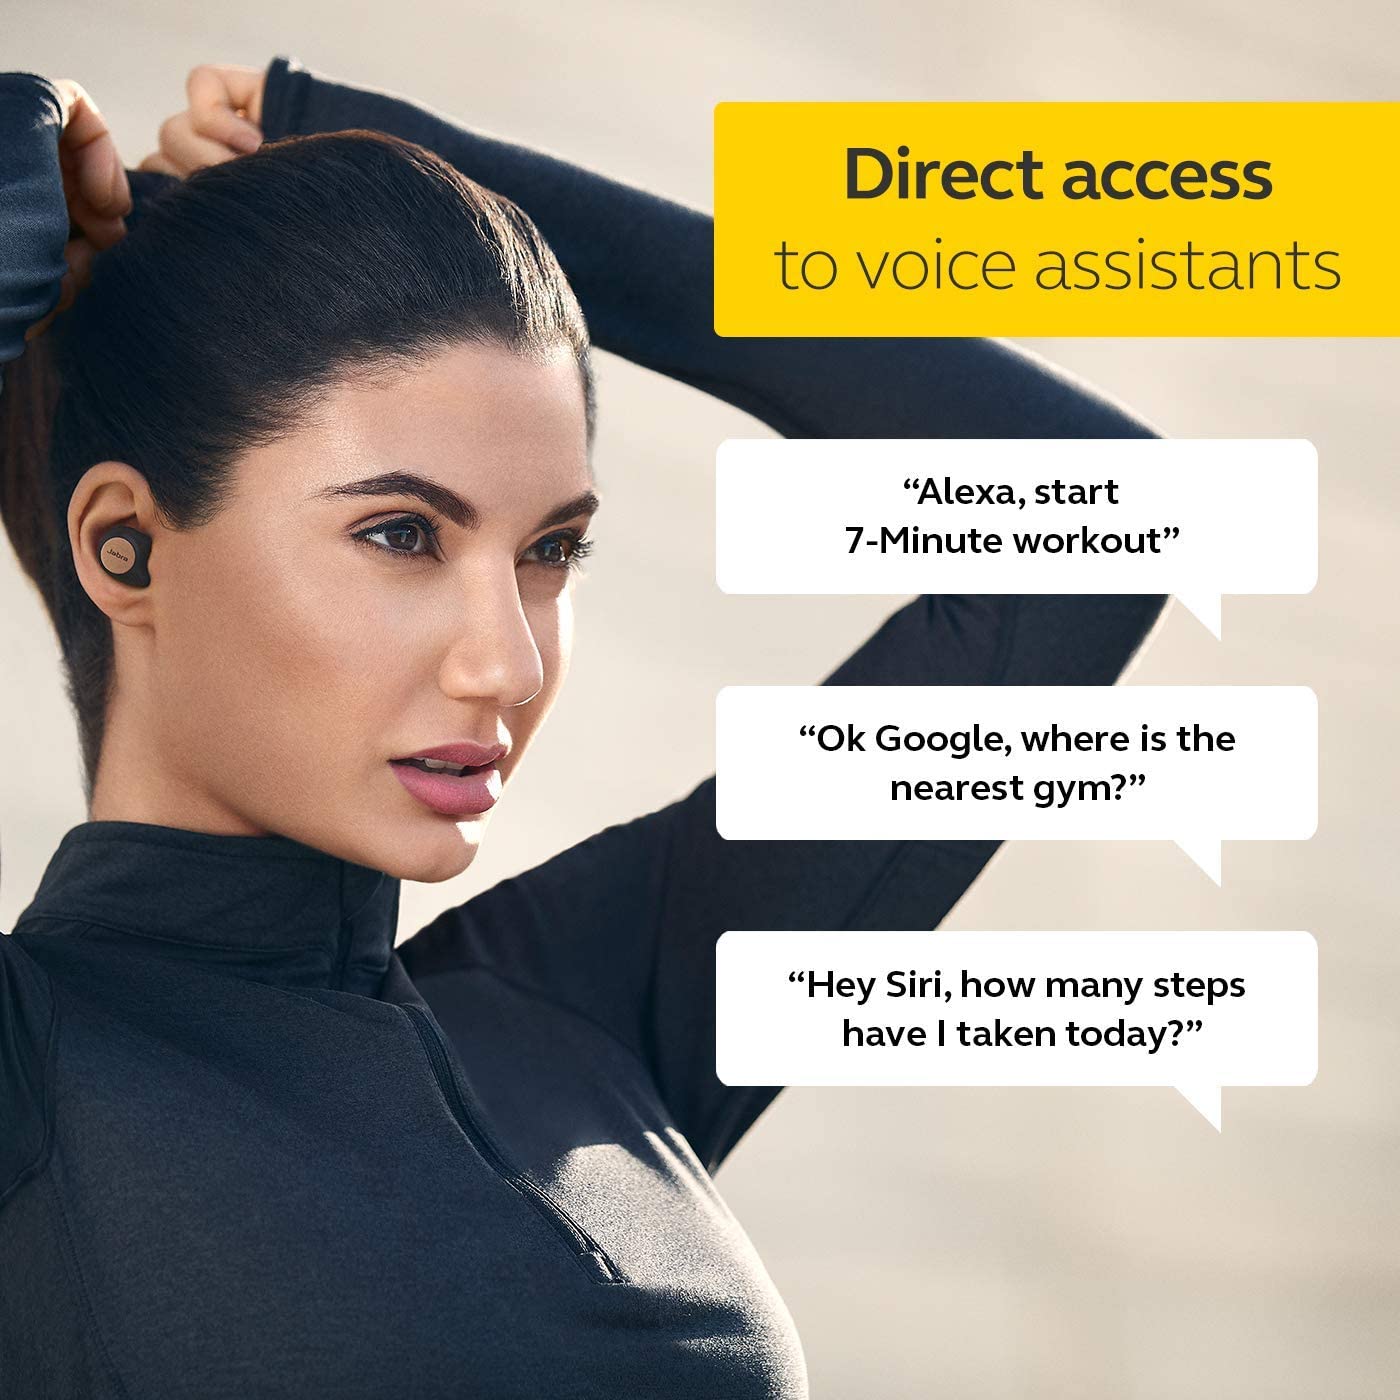 Direct access
to voice assistants
“Alexa, start
7-Minute workout”
“Ok Google, where is the
nearest gym?”
“Hey Siri, how many steps
have I taken today?”
Jabra